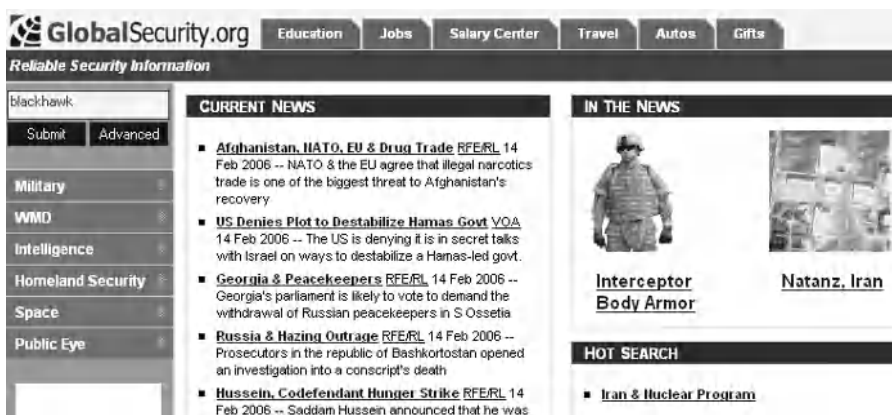 GlobalSecurity.org
Education Jobs Salary Center Travel Autos Gifts
Reliable Security Information
blackhawk
Submit Advanced
Military
WMD
Intelligence
Homeland Security
Space
Public Eye
CURRENT NEWS
Afghanistan, NATO, EU & Drug Trade RFE/RL 14
Feb 2006 -- NATO & the EU agree that illegal narcotics
trade is one of the biggest threat to Afghanistan's
recovery
US Denies Plot to Destabilize Hamas Govt VOA
14 Feb 2006 -- The US is denying it is in secret talks
with Israel on ways to destabilize a Hamas-led govt.
Georgia & Peacekeepers RFE/RL 14 Feb 2006 --
Georgia's parliament is likely to vote to demand the
withdrawal of Russian peacekeepers in S Ossetia
Russia & Hazing Outrage RFE/RL 14 Feb 2006 --
Prosecutors in the republic of Bashkortostan opened
an investigation into a conscript's death
Hussein, Codefendant Hunger Strike RFE/RL 14
Feb 2006 -- Saddam Hussein announced that he was
IN THE NEWS
Interceptor
Body Armor
Natanz, Iran
HOT SEARCH
Iran & Nuclear Program